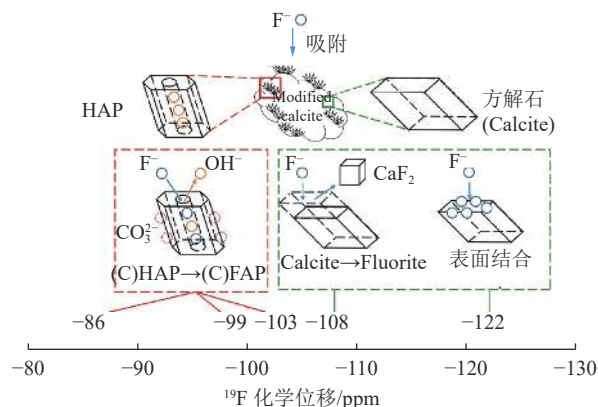 F⁻
吸附
HAP
Modified
calcite
方解石
(Calcite)
F⁻ OH⁻
CO₃²⁻
(C)HAP→(C)FAP
F⁻ CaF₂
Calcite→Fluorite
F⁻
表面结合
−86 −99 −103 −108 −122
−80 −90 −100 −110 −120 −130
¹⁹F 化学位移/ppm